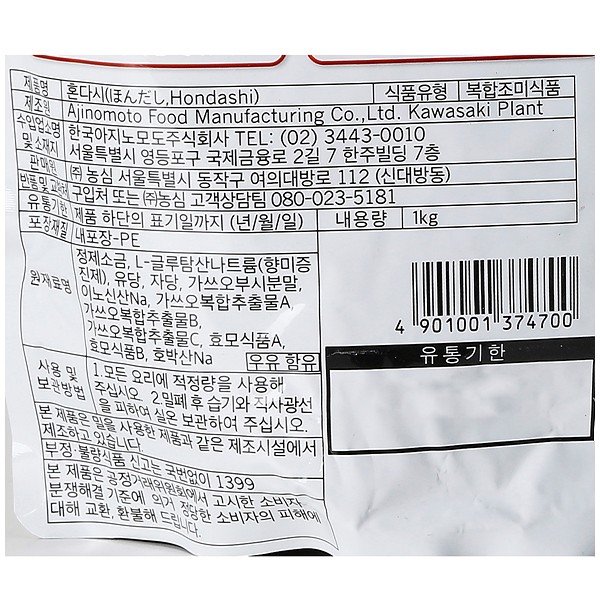 제품명 혼다시(ほんだし,Hondashi) 식품유형 복합조미식품
제조원 Ajinomoto Food Manufacturing Co.,Ltd. Kawasaki Plant
수입업소명 및 소재지 한국아지노모도주식회사 TEL: (02) 3443-0010
서울특별시 영등포구 국제금융로 2길 7 한주빌딩 7층
판매원 ㈜ 농심 서울특별시 동작구 여의대방로 112 (신대방동)
반품및 교환장소 구입처 또는 ㈜농심 고객상담팀 080-023-5181
유통기한 제품 하단의 표기일까지 (년/월/일) 내용량 1kg
포장재질 내포장-PE
원재료명 정제소금, L-글루탐산나트륨(향미증
진제), 유당, 자당, 가쓰오부시분말,
이노신산Na, 가쓰오복합추출물A,
가쓰오복합추출물B,
가쓰오복합추출물C, 효모식품A,
효모식품B, 호박산Na 우유 함유
4 901001 374700
유통기한
사용 및 보관방법 1.모든 요리에 적정량을 사용해
주십시오. 2.밀폐 후 습기와 직사광선
을 피하여 실온 보관하여 주십시오.
본 제품은 밀을 사용한 제품과 같은 제조시설에서
제조하고 있습니다.
부정·불량식품 신고는 국번없이 1399
본 제품은 공정거래위원회에서 고시한 소비자
분쟁해결 기준에 의거 정당한 소비자의 피해에
대해 교환, 환불해 드립니다.